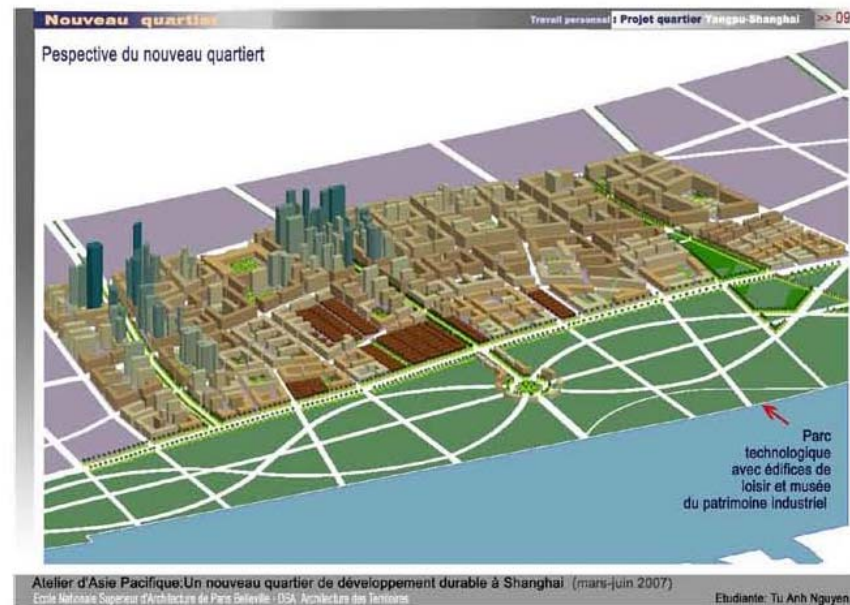 Nouveau quartier
Travail personnel : Projet quartier Yangpu-Shanghai >> 09
Pespective du nouveau quartiert
Parc
technologique
avec édifices de
loisir et musée
du patrimoine industriel
Atelier d'Asie Pacifique:Un nouveau quartier de développement durable à Shanghai (mars-juin 2007)
Ecole Nationale Superieur d'Architecture de Paris Belleville - DSA Architecture des Territoires
Etudiante: Tu Anh Nguyen